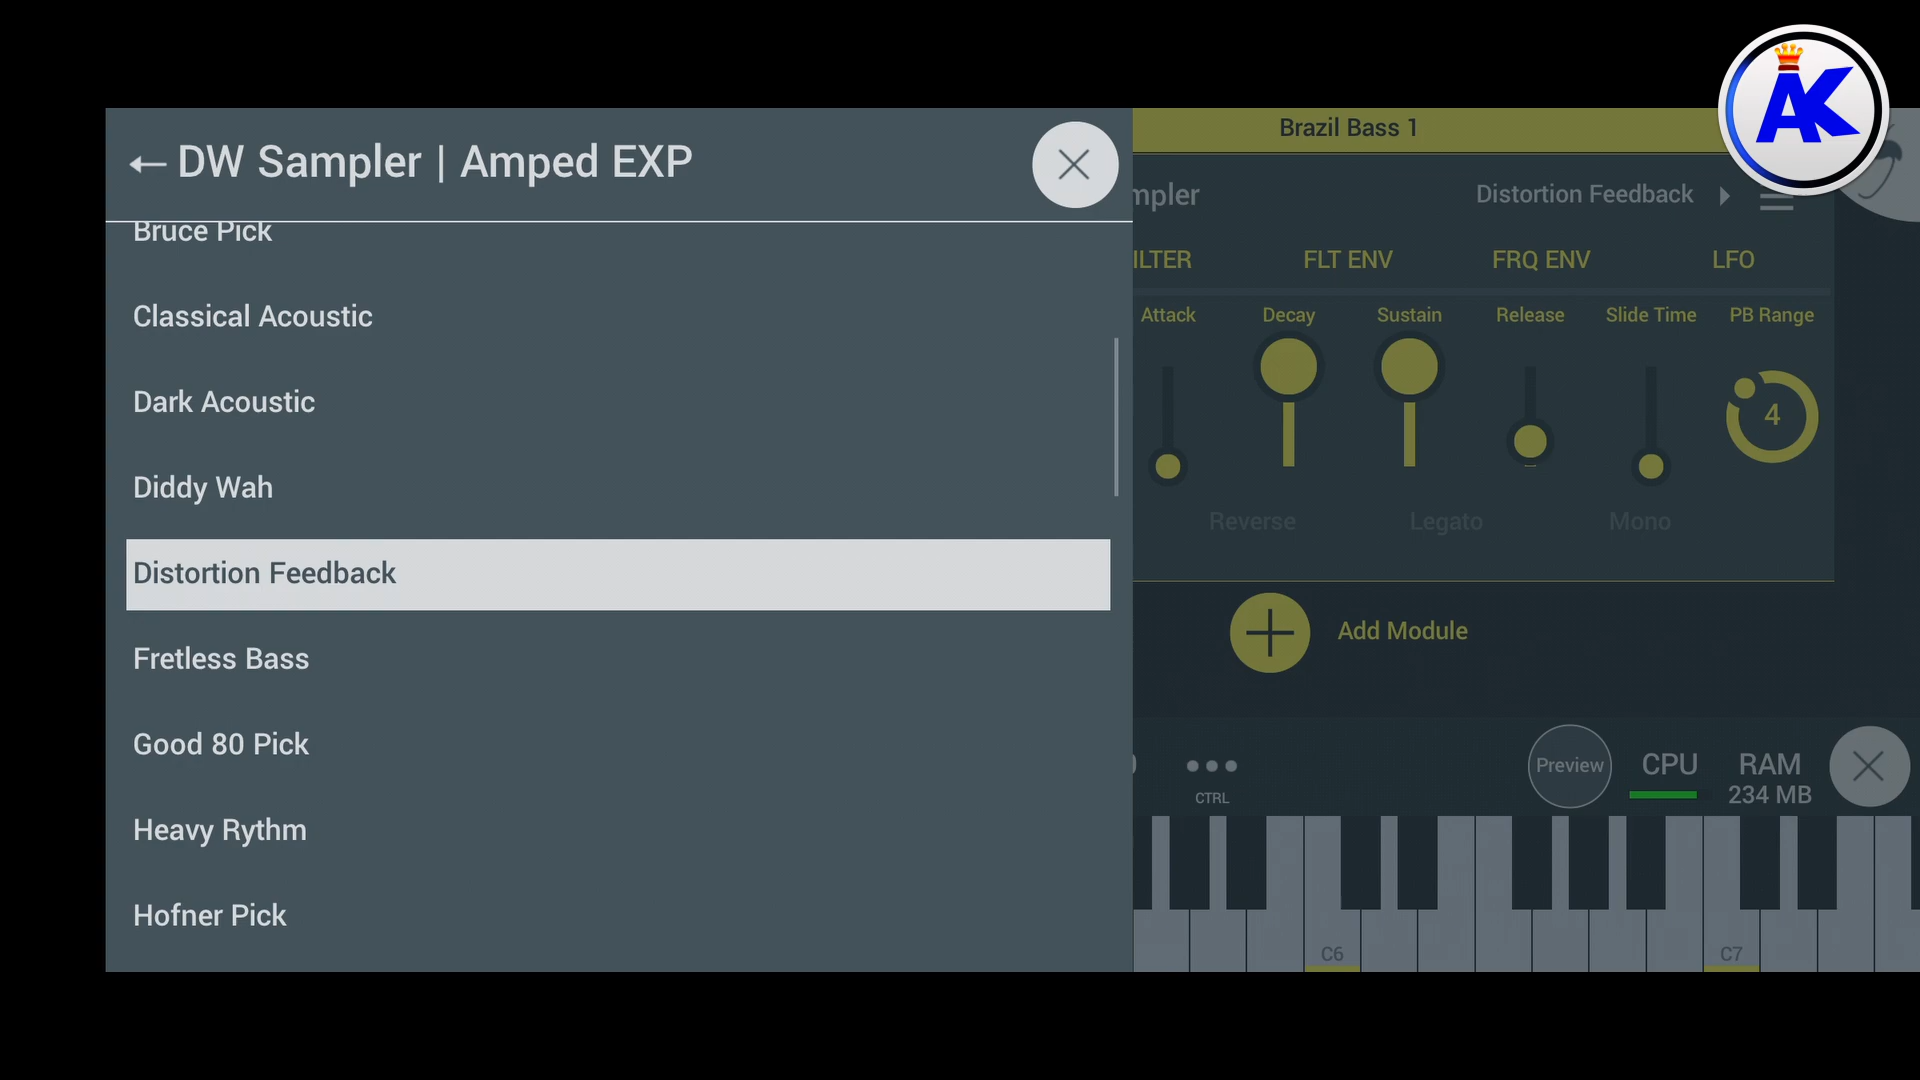 AK
DW Sampler | Amped EXP
Bruce Pick
Classical Acoustic
Dark Acoustic
Diddy Wah
Distortion Feedback
Fretless Bass
Good 80 Pick
Heavy Rythm
Hofner Pick
Brazil Bass 1
mpler
Distortion Feedback
ILTER
FLT ENV
FRQ ENV
LFO
Attack
Decay
Sustain
Release
Slide Time
PB Range
4
Reverse
Legato
Mono
Add Module
CTRL
Preview
CPU
RAM
234 MB
C6
C7